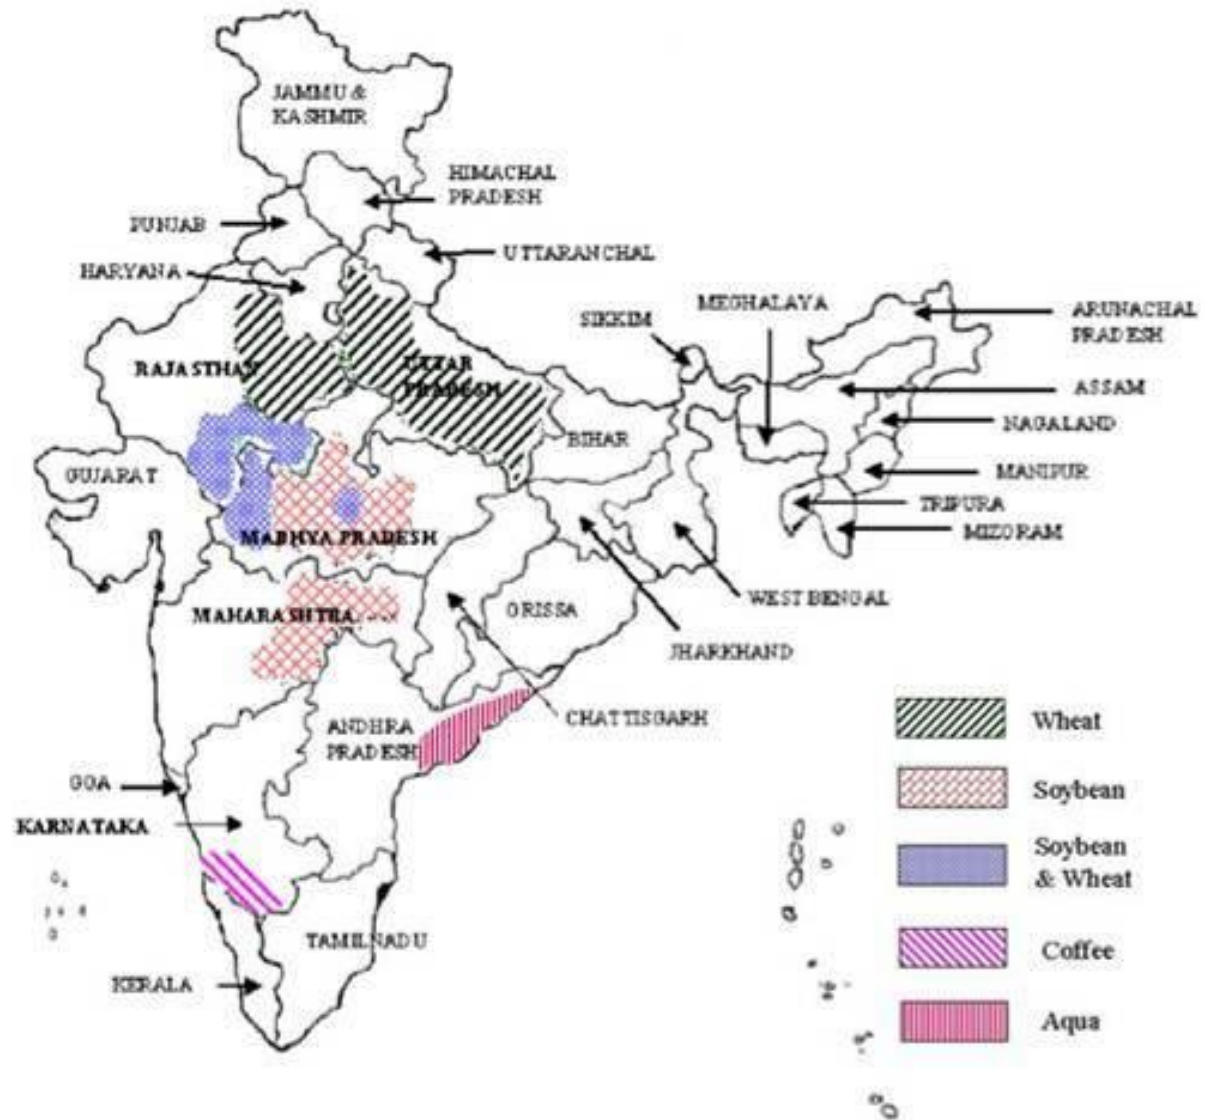 JAMMU &
KASHMIR
HIMACHAL
PRADESH
PUNJAB
UTTARANCHAL
HARYANA
MEGHALAYA
SIKKIM
ARUNACHAL
PRADESH
RAJASTHAN
UTTAR
PRADESH
ASSAM
NAGALAND
BIHAR
GUJARAT
MANIPUR
TRIPURA
MIZORAM
MADHYA PRADESH
WEST BENGAL
MAHARASHTRA
ORISSA
JHARKHAND
CHATTISGARH
ANDHRA
PRADESH
GOA
KARNATAKA
TAMILNADU
KERALA
Wheat
Soybean
Soybean
& Wheat
Coffee
Aqua